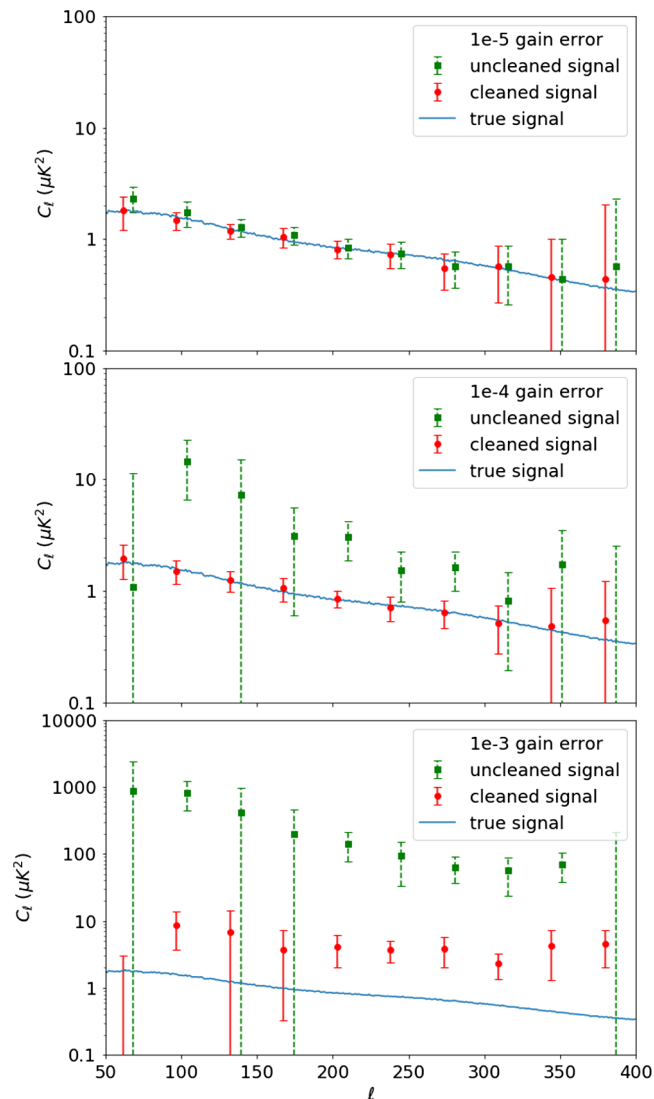 100
1e-5 gain error
uncleaned signal
cleaned signal
true signal
10
Cℓ (μK²)
1
0.1
100
1e-4 gain error
uncleaned signal
cleaned signal
true signal
10
Cℓ (μK²)
1
0.1
10000
1e-3 gain error
uncleaned signal
cleaned signal
true signal
1000
100
Cℓ (μK²)
10
1
0.1
50 100 150 200 250 300 350 400
ℓ